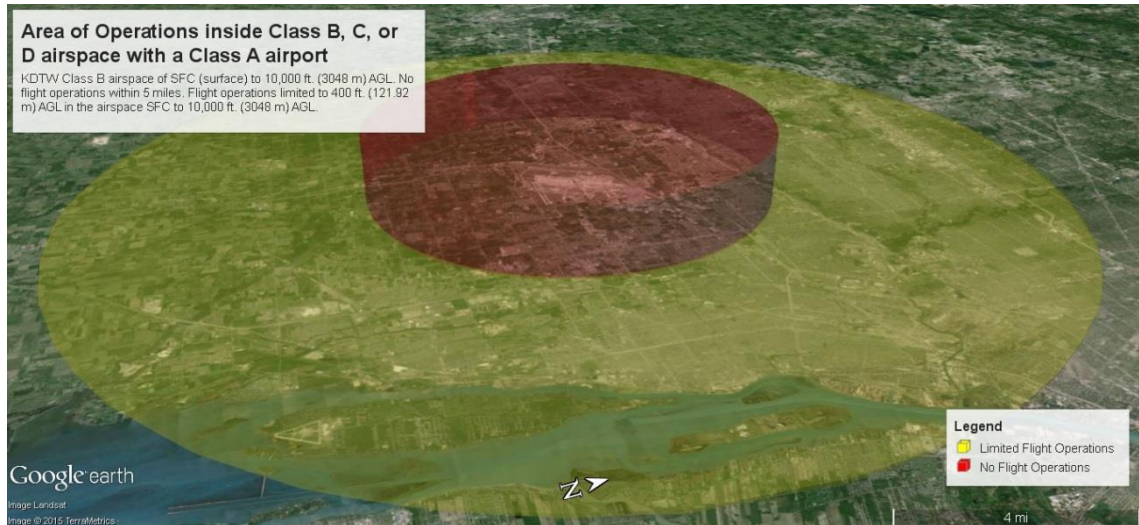 Area of Operations inside Class B, C, or
D airspace with a Class A airport
KDTW Class B airspace of SFC (surface) to 10,000 ft. (3048 m) AGL. No
flight operations within 5 miles. Flight operations limited to 400 ft. (121.92
m) AGL in the airspace SFC to 10,000 ft. (3048 m) AGL.
Legend
Limited Flight Operations
No Flight Operations
Google earth
N
Image Landsat
Image © 2015 TerraMetrics
4 mi